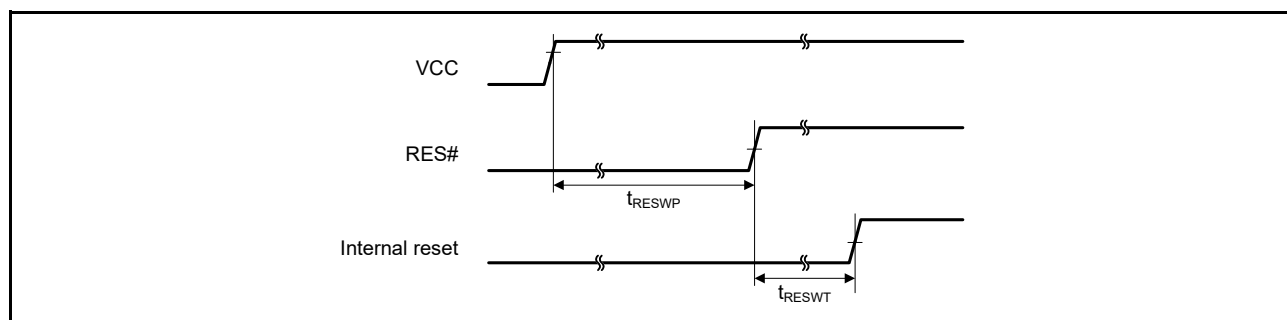 VCC
RES#
tRESWP
Internal reset
tRESWT